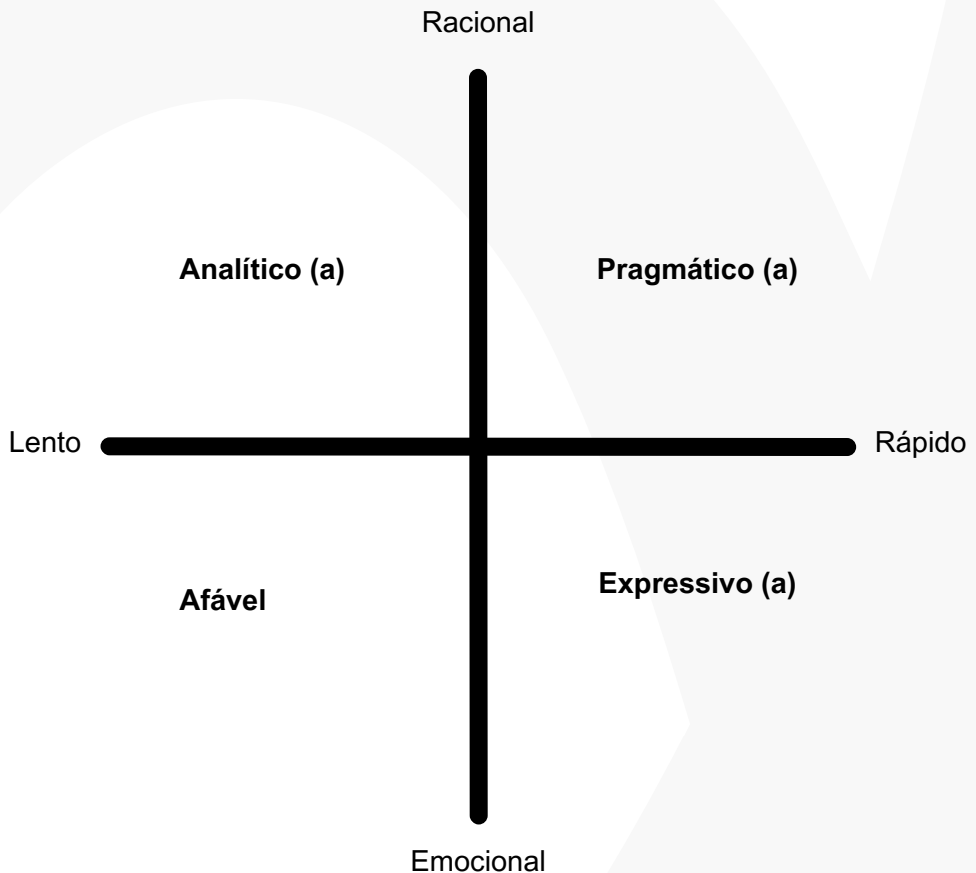 Racional
Analítico (a)
Pragmático (a)
Lento
Rápido
Afável
Expressivo (a)
Emocional